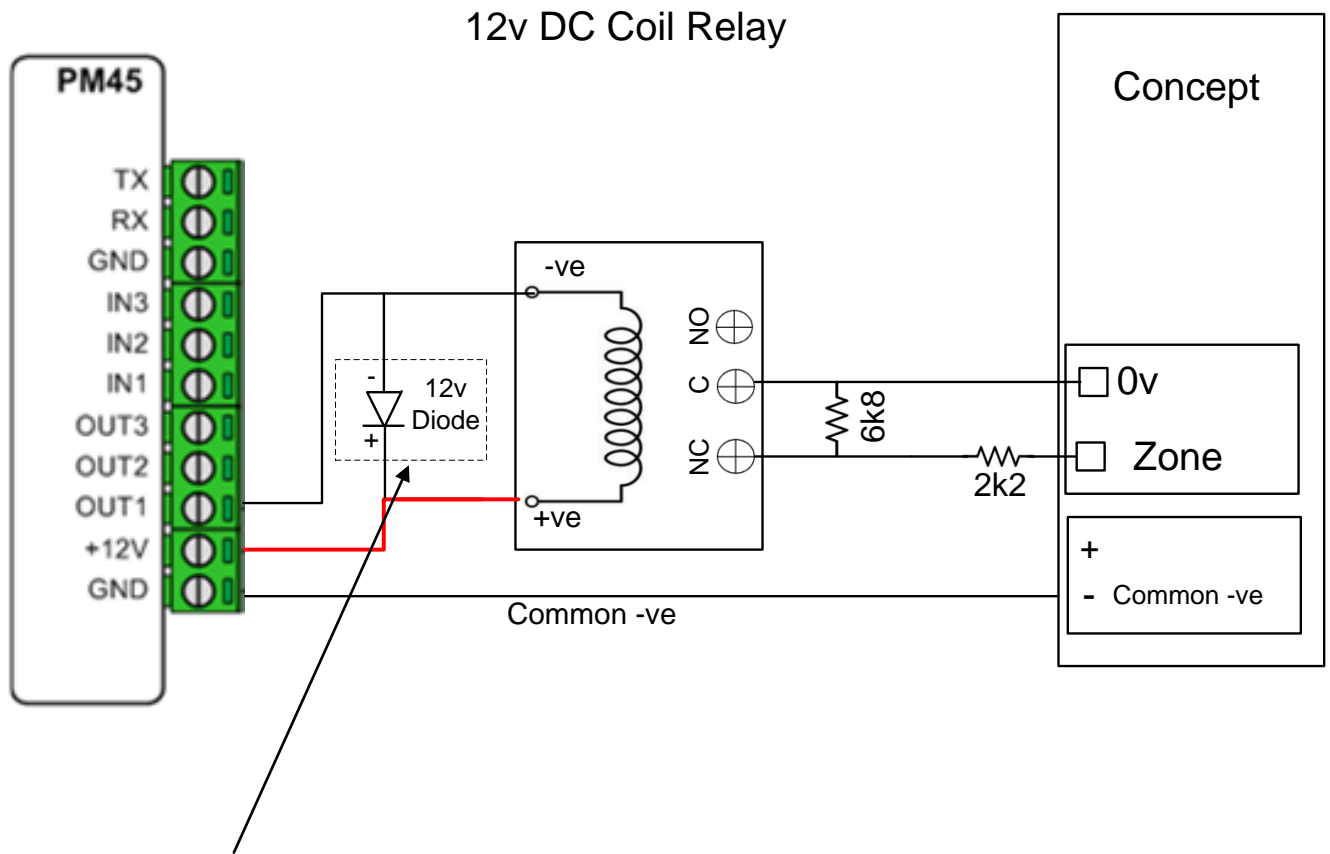 12v DC Coil Relay
PM45
TX
RX
GND
IN3
IN2
IN1
OUT3
OUT2
OUT1
+12V
GND
-
12v
Diode
+
-ve
+ve
NO
C
NC
6k8
2k2
Common -ve
Concept
0v
Zone
+
- Common -ve